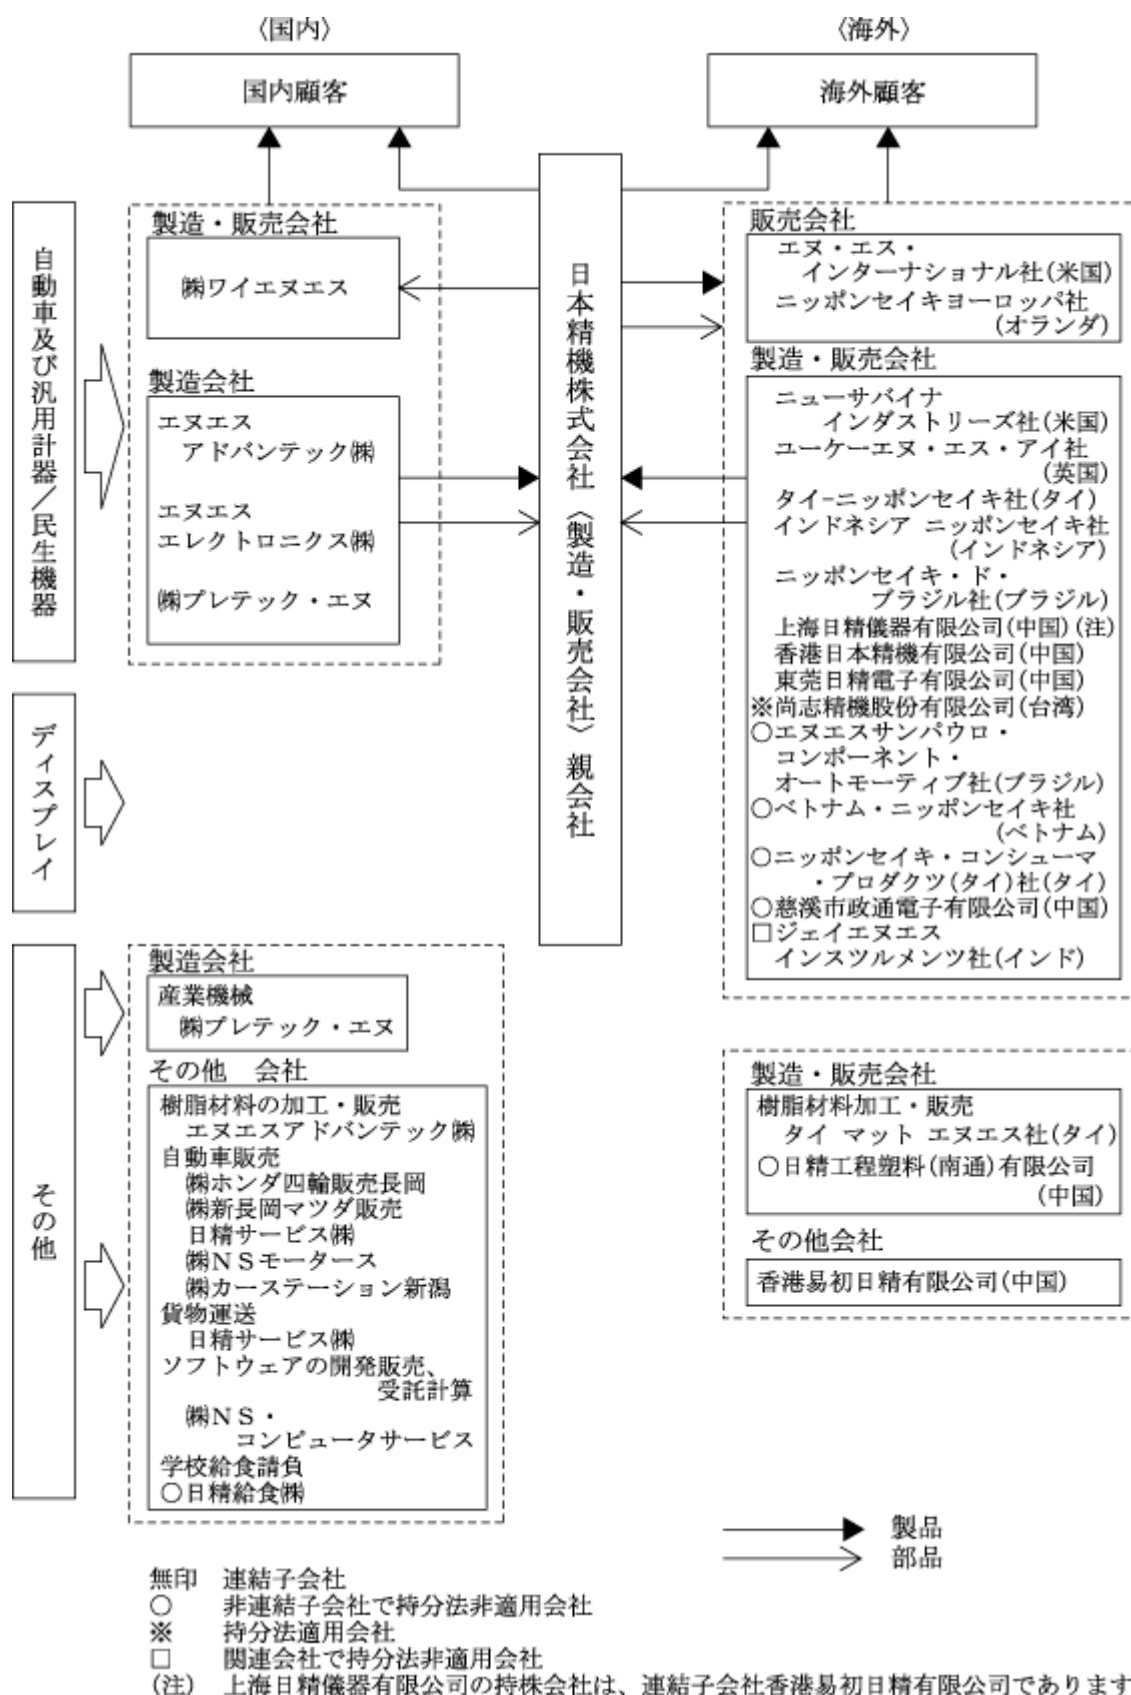 〈国内〉
〈海外〉
国内顧客
海外顧客
自動車及び汎用計器／民生機器
製造・販売会社
㈱ワイエヌエス
製造会社
エヌエス
アドバンテック㈱
エヌエス
エレクトロニクス㈱
㈱プレテック・エヌ
日本精機株式会社〈製造・販売会社〉親会社
販売会社
エヌ・エス・
インターナショナル社(米国)
ニッポンセイキヨーロッパ社
(オランダ)
製造・販売会社
ニューサバイナ
インダストリーズ社(米国)
ユーケーエヌ・エス・アイ社
(英国)
タイ−ニッポンセイキ社(タイ)
インドネシア ニッポンセイキ社
(インドネシア)
ニッポンセイキ・ド・
ブラジル社(ブラジル)
上海日精儀器有限公司(中国)(注)
香港日本精機有限公司(中国)
東莞日精電子有限公司(中国)
※尚志精機股份有限公司(台湾)
○エヌエスサンパウロ・
コンポーネント・
オートモーティブ社(ブラジル)
○ベトナム・ニッポンセイキ社
(ベトナム)
○ニッポンセイキ・コンシューマ
・プロダクツ(タイ)社(タイ)
○慈溪市政通電子有限公司(中国)
□ジェイエヌエス
インスツルメンツ社(インド)
ディスプレイ
その他
製造会社
産業機械
㈱プレテック・エヌ
その他　会社
樹脂材料の加工・販売
エヌエスアドバンテック㈱
自動車販売
㈱ホンダ四輪販売長岡
㈱新長岡マツダ販売
日精サービス㈱
㈱ＮＳモータース
㈱カーステーション新潟
貨物運送
日精サービス㈱
ソフトウェアの開発販売、
受託計算
㈱ＮＳ・
コンピュータサービス
学校給食請負
○日精給食㈱
製造・販売会社
樹脂材料加工・販売
タイ マット エヌエス社(タイ)
○日精工程塑料(南通)有限公司
(中国)
その他会社
香港易初日精有限公司(中国)
製品
部品
無印　連結子会社
○　非連結子会社で持分法非適用会社
※　持分法適用会社
□　関連会社で持分法非適用会社
(注)　上海日精儀器有限公司の持株会社は、連結子会社香港易初日精有限公司であります